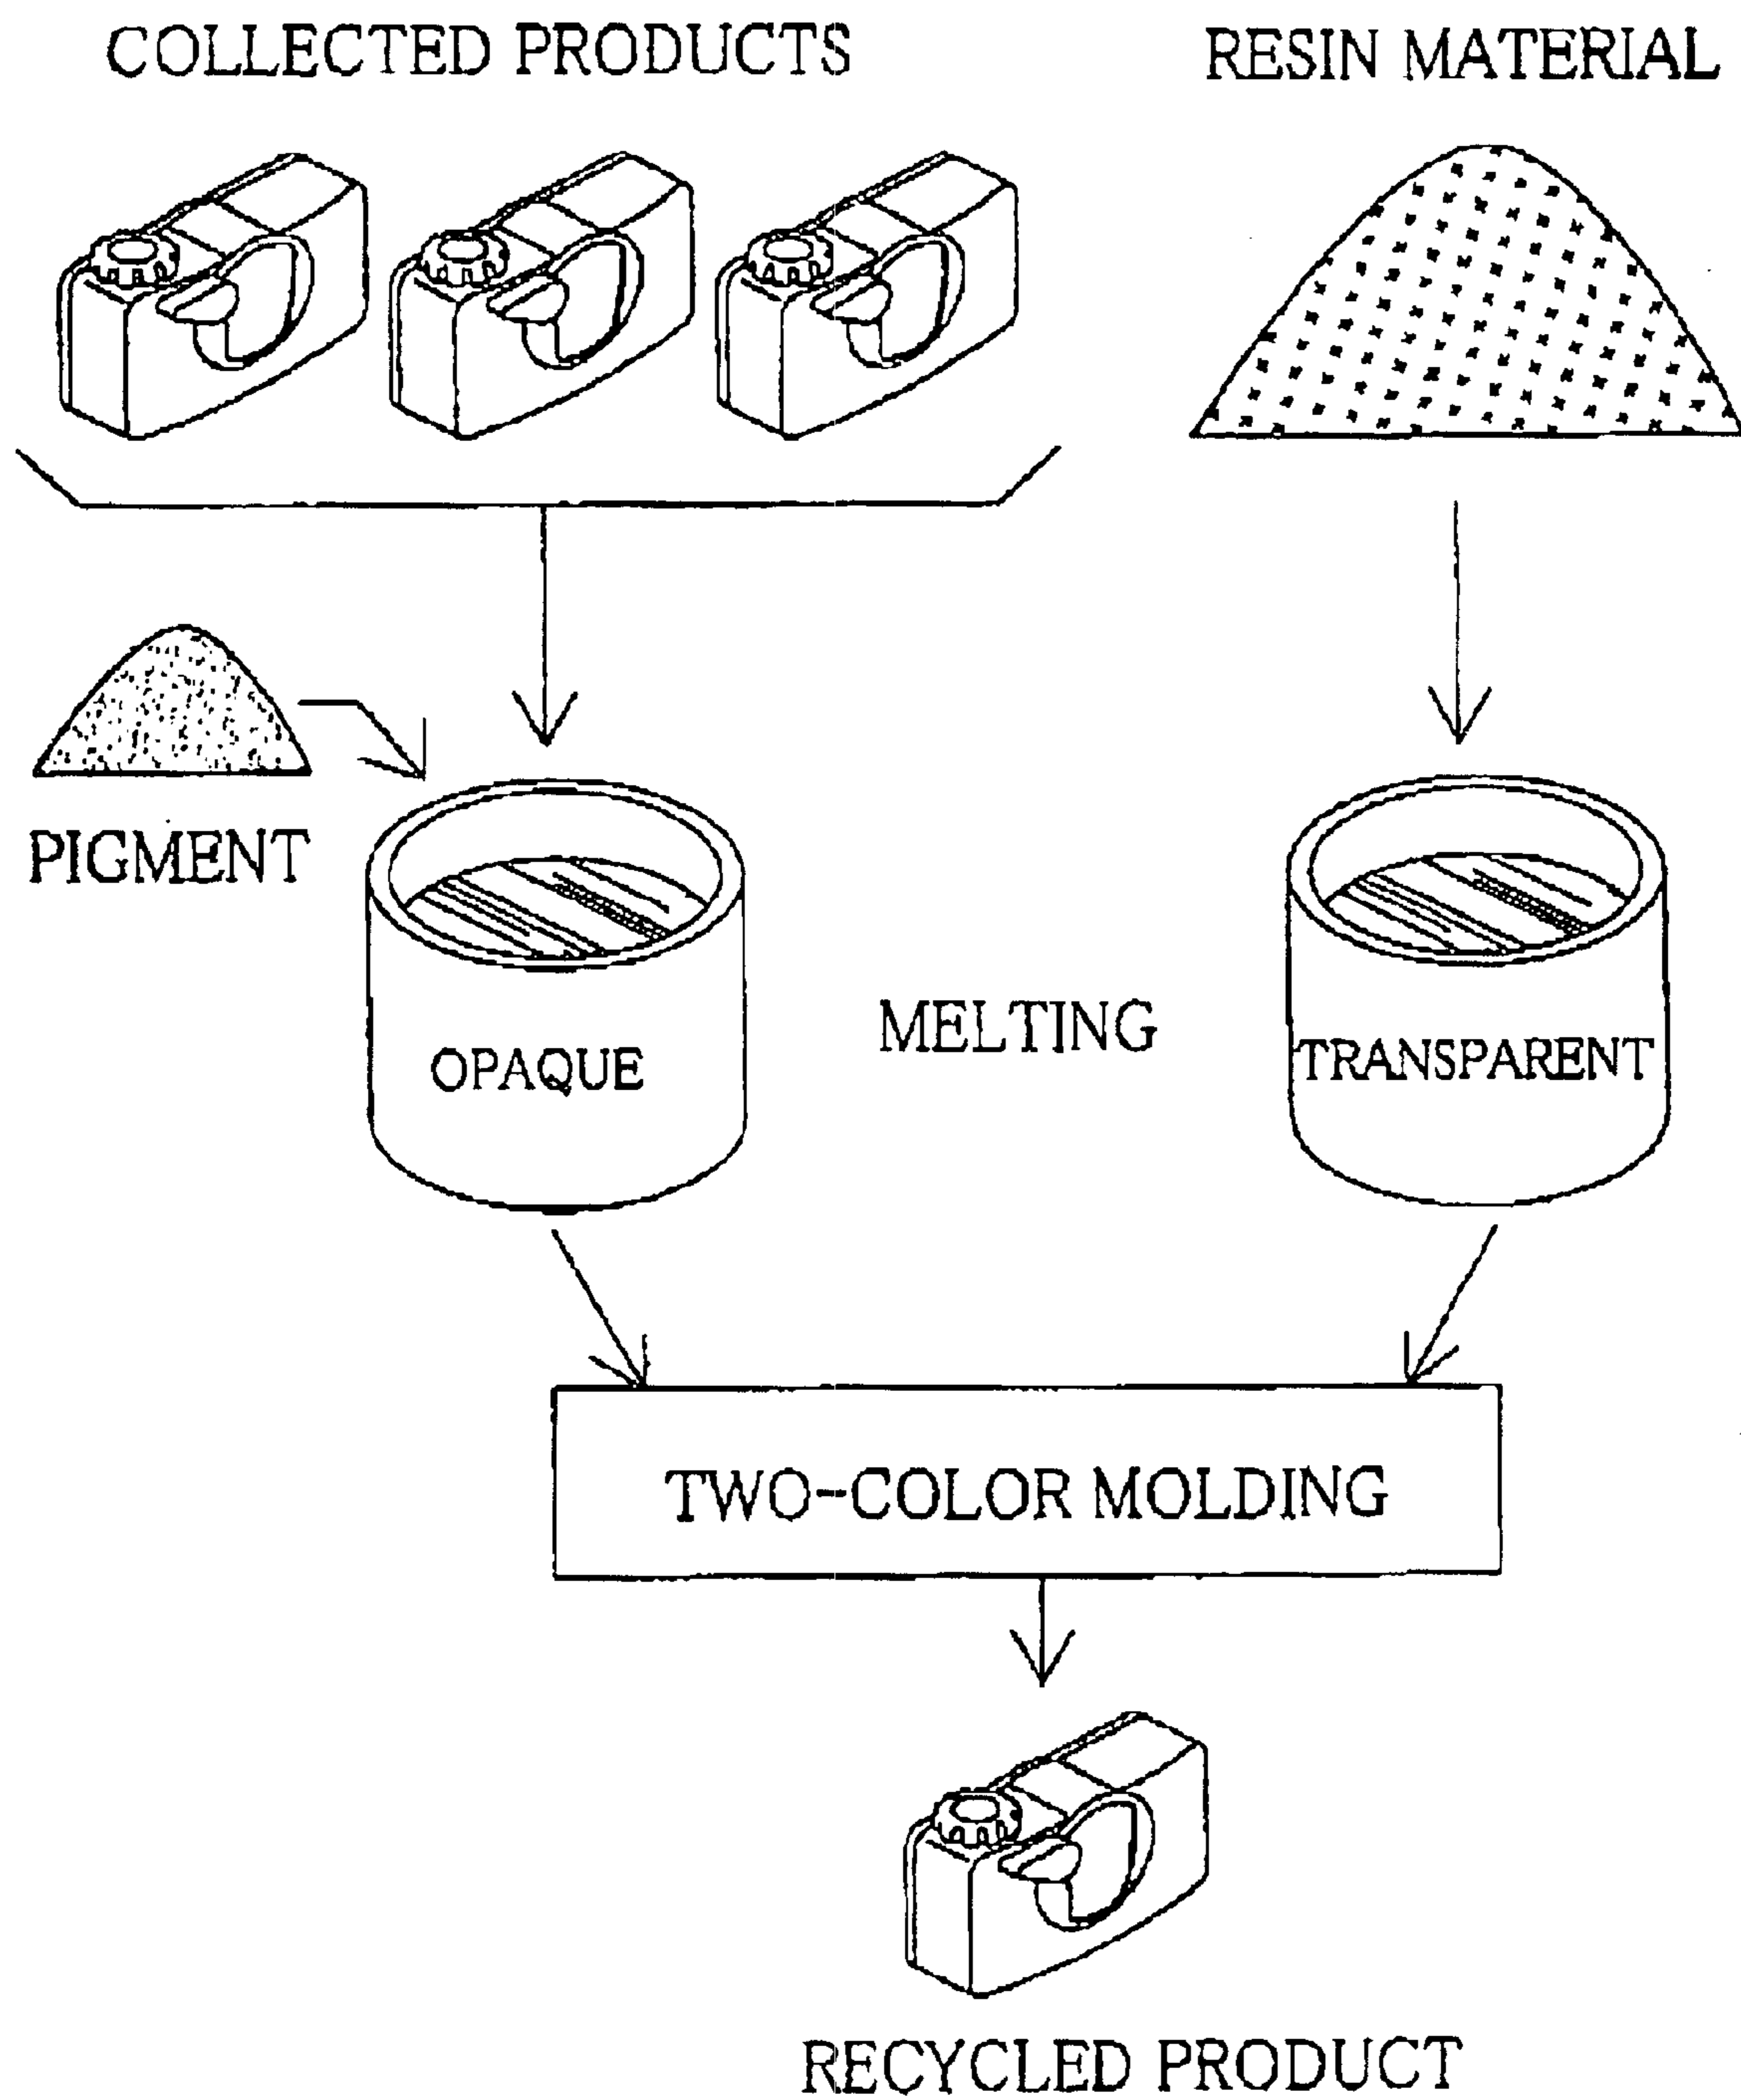 COLLECTED PRODUCTS
RESIN MATERIAL
PIGMENT
MELTING
OPAQUE
TRANSPARENT
TWO-COLOR MOLDING
RECYCLED PRODUCT